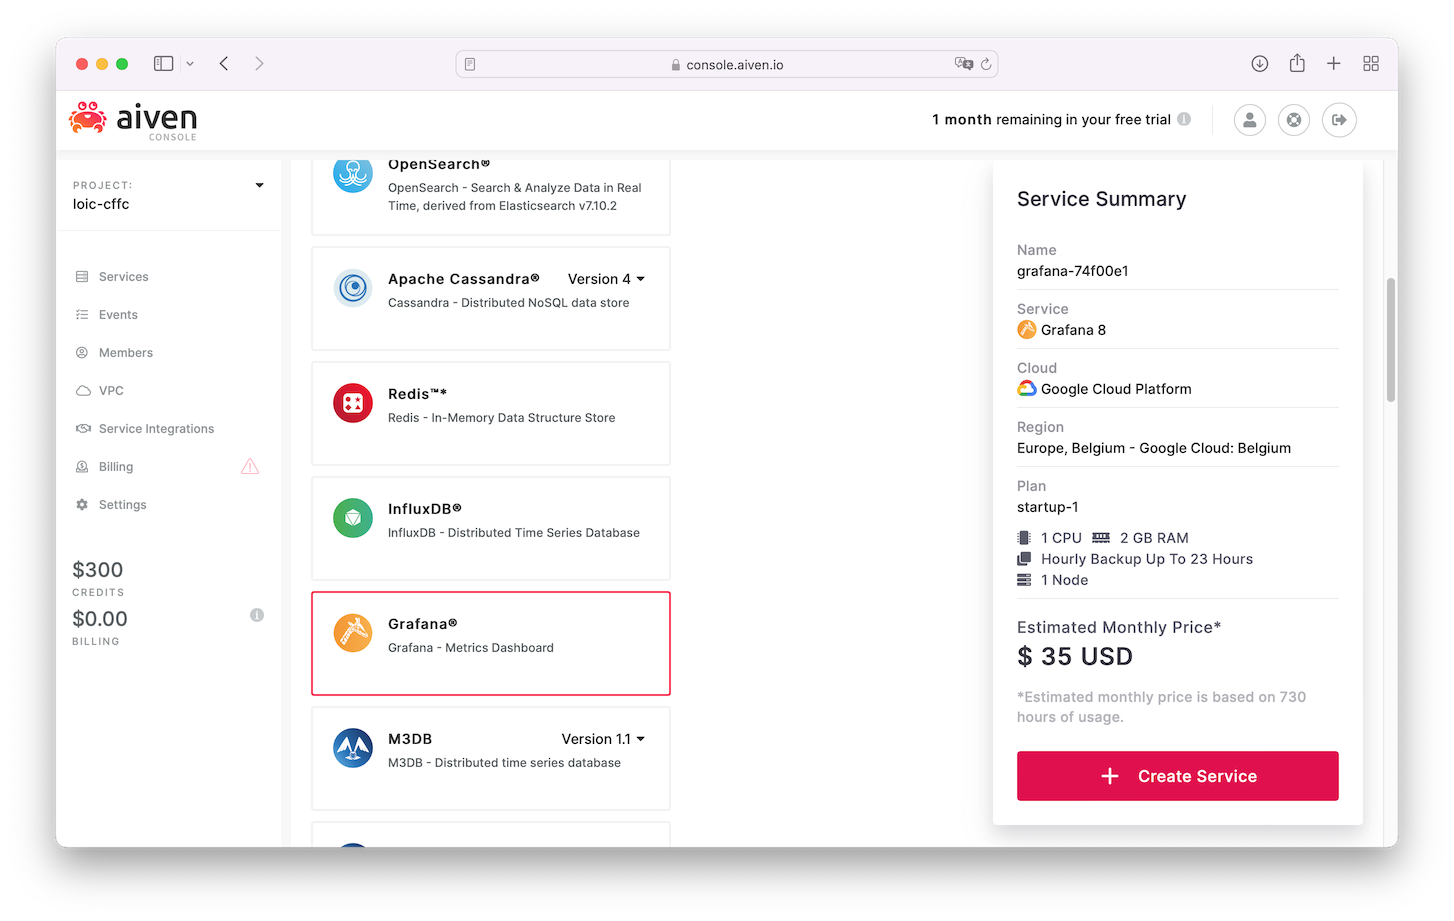 console.aiven.io
aiven
CONSOLE
1 month remaining in your free trial
PROJECT:
loic-cffc
Services
Events
Members
VPC
Service Integrations
Billing
Settings
$300
CREDITS
$0.00
BILLING
OpenSearch®
OpenSearch - Search & Analyze Data in Real
Time, derived from Elasticsearch v7.10.2
Apache Cassandra® Version 4
Cassandra - Distributed NoSQL data store
Redis™*
Redis - In-Memory Data Structure Store
InfluxDB®
InfluxDB - Distributed Time Series Database
Grafana®
Grafana - Metrics Dashboard
M3DB Version 1.1
M3DB - Distributed time series database
Service Summary
Name
grafana-74f00e1
Service
Grafana 8
Cloud
Google Cloud Platform
Region
Europe, Belgium - Google Cloud: Belgium
Plan
startup-1
1 CPU 2 GB RAM
Hourly Backup Up To 23 Hours
1 Node
Estimated Monthly Price*
$ 35 USD
*Estimated monthly price is based on 730
hours of usage.
+ Create Service